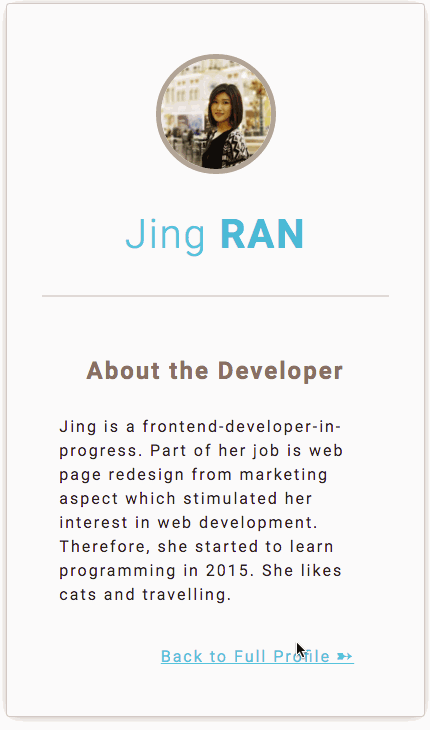 Jing RAN
About the Developer
Jing is a frontend-developer-in-
progress. Part of her job is web
page redesign from marketing
aspect which stimulated her
interest in web development.
Therefore, she started to learn
programming in 2015. She likes
cats and travelling.
Back to Full Profile ➳